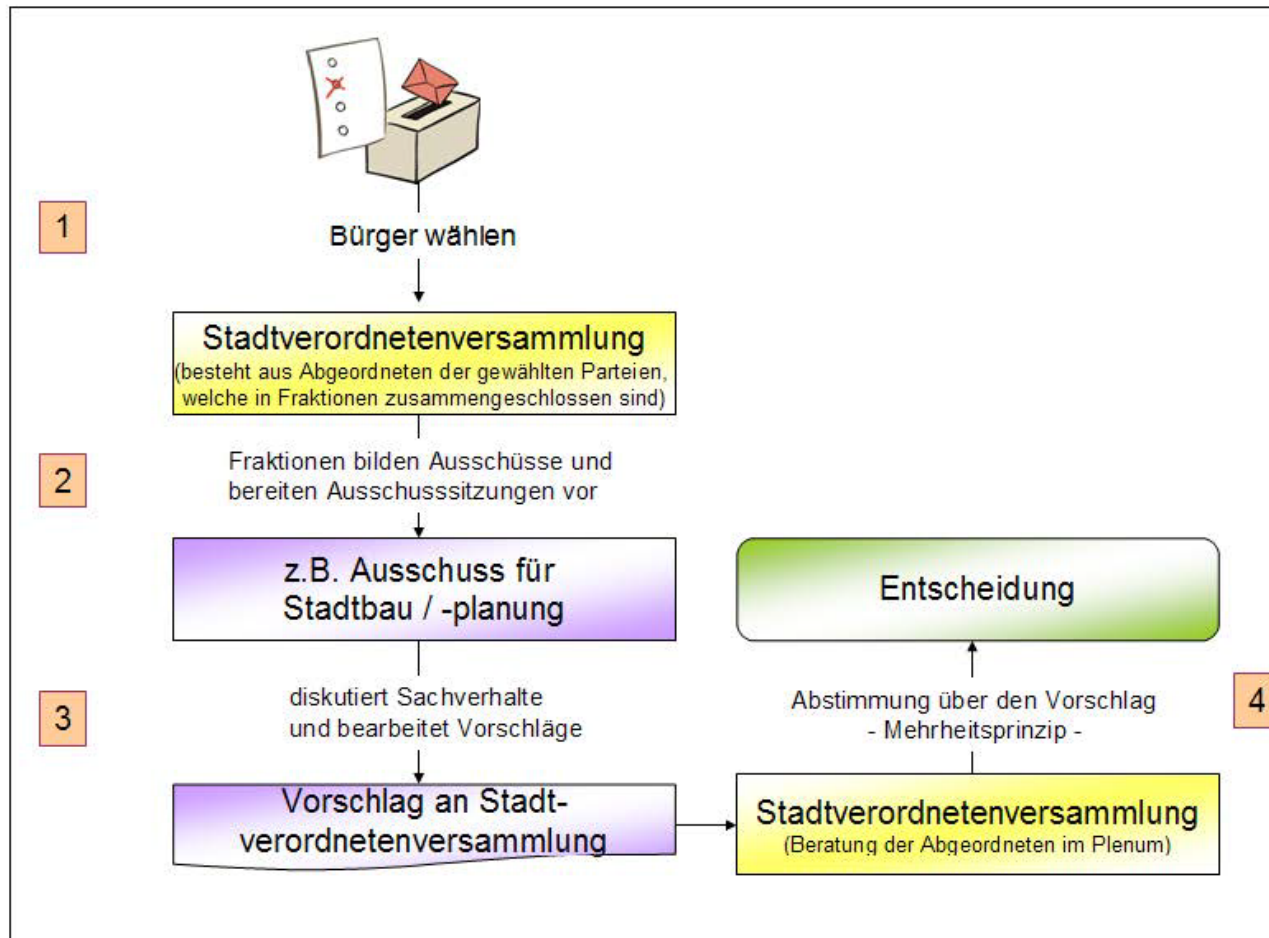 1
Bürger wählen
Stadtverordnetenversammlung
(besteht aus Abgeordneten der gewählten Parteien,
welche in Fraktionen zusammengeschlossen sind)
2
Fraktionen bilden Ausschüsse und
bereiten Ausschusssitzungen vor
z.B. Ausschuss für
Stadtbau / -planung
3
diskutiert Sachverhalte
und bearbeitet Vorschläge
Vorschlag an Stadt-
verordnetenversammlung
Stadtverordnetenversammlung
(Beratung der Abgeordneten im Plenum)
4
Abstimmung über den Vorschlag
- Mehrheitsprinzip -
Entscheidung